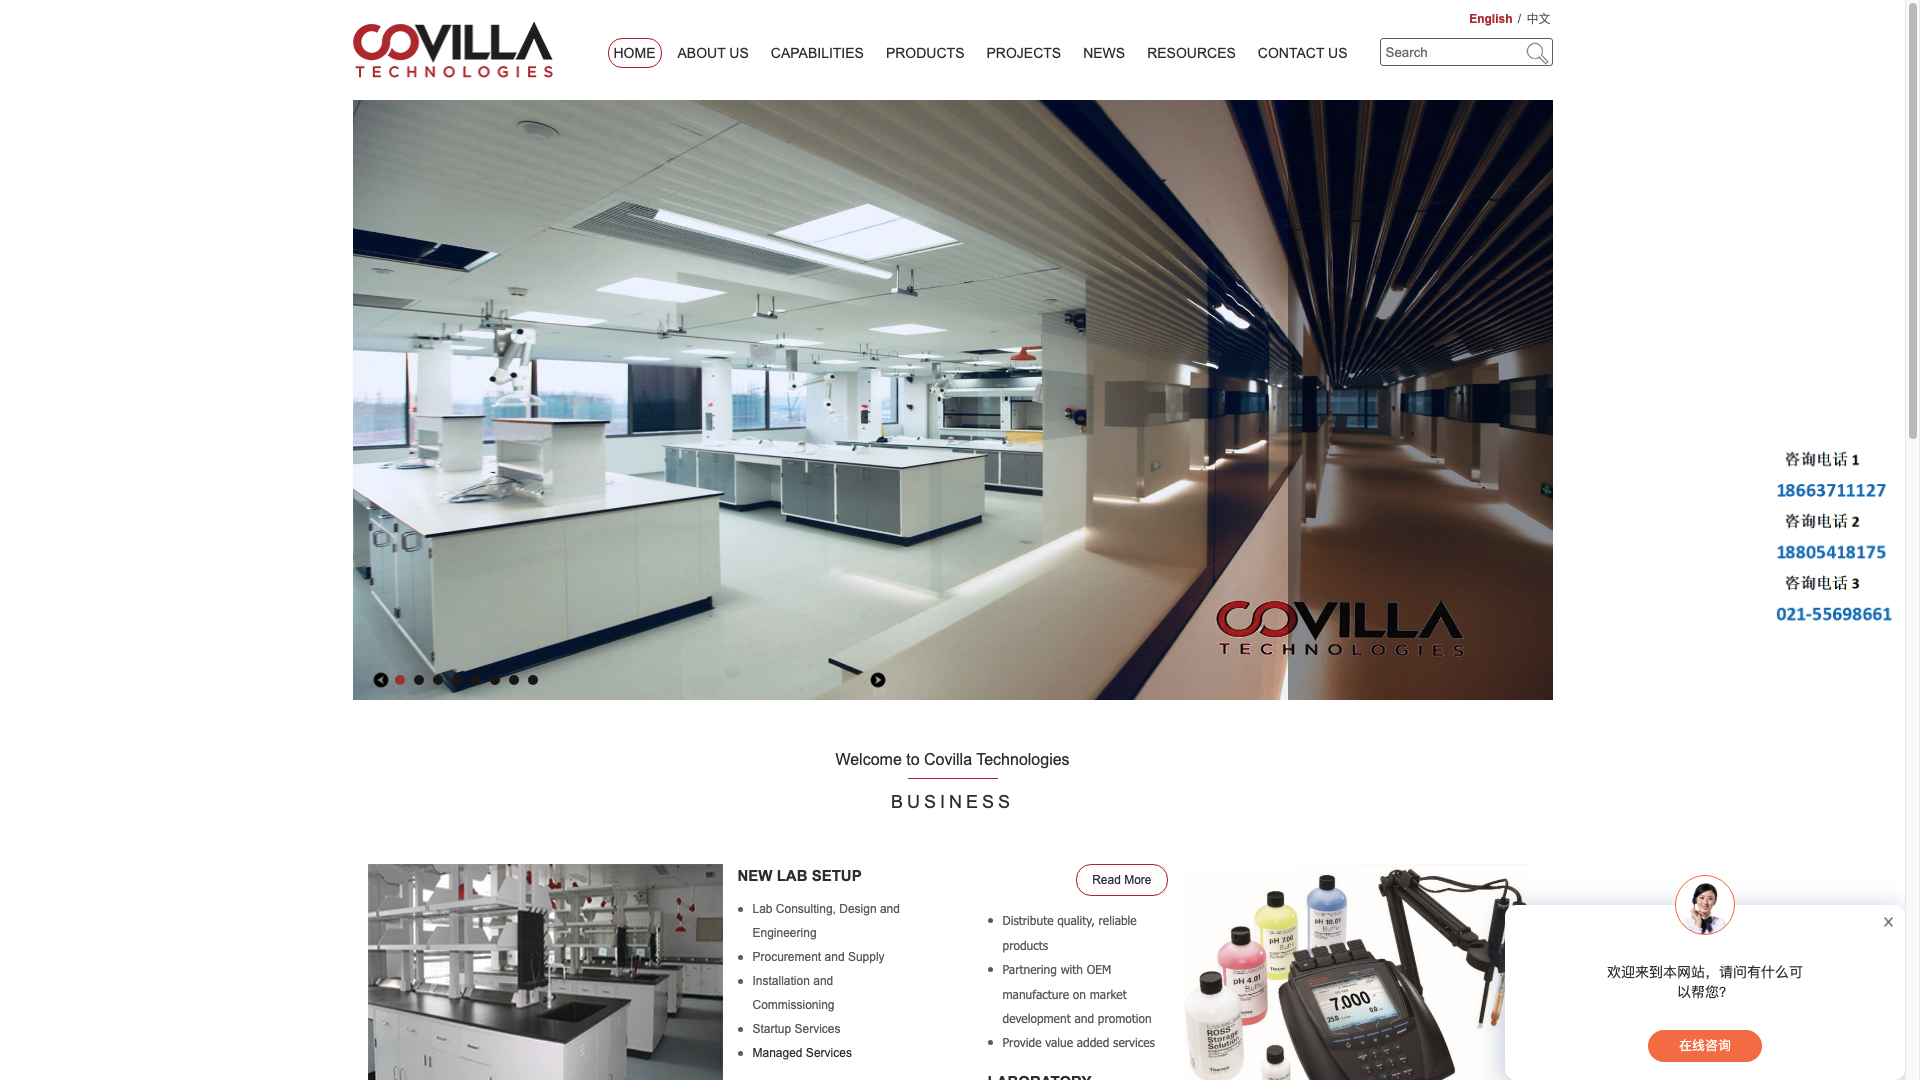 English / 中文
COVILLA
TECHNOLOGIES
HOME ABOUT US CAPABILITIES PRODUCTS PROJECTS NEWS RESOURCES CONTACT US
Search
COVILLA
TECHNOLOGIES
咨询电话 1
18663711127
咨询电话 2
18805418175
咨询电话 3
021-55698661
Welcome to Covilla Technologies
BUSINESS
NEW LAB SETUP
Lab Consulting, Design and
Engineering
Procurement and Supply
Installation and
Commissioning
Startup Services
Managed Services
Read More
Distribute quality, reliable
products
Partnering with OEM
manufacture on market
development and promotion
Provide value added services
LABORATORY
pH 10.01
Buffer
pH 7.00
Buffer
pH 4.01
Buffer
ROSS
Storage
Solution
7.000
欢迎来到本网站，请问有什么可
以帮您?
在线咨询